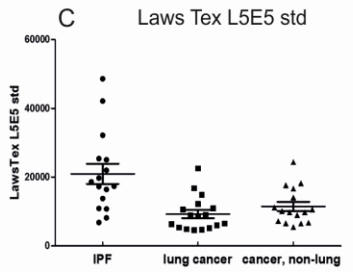 C Laws Tex L5E5 std
60000
40000
20000
0
LawsTex L5E5 std
IPF lung cancer cancer, non-lung